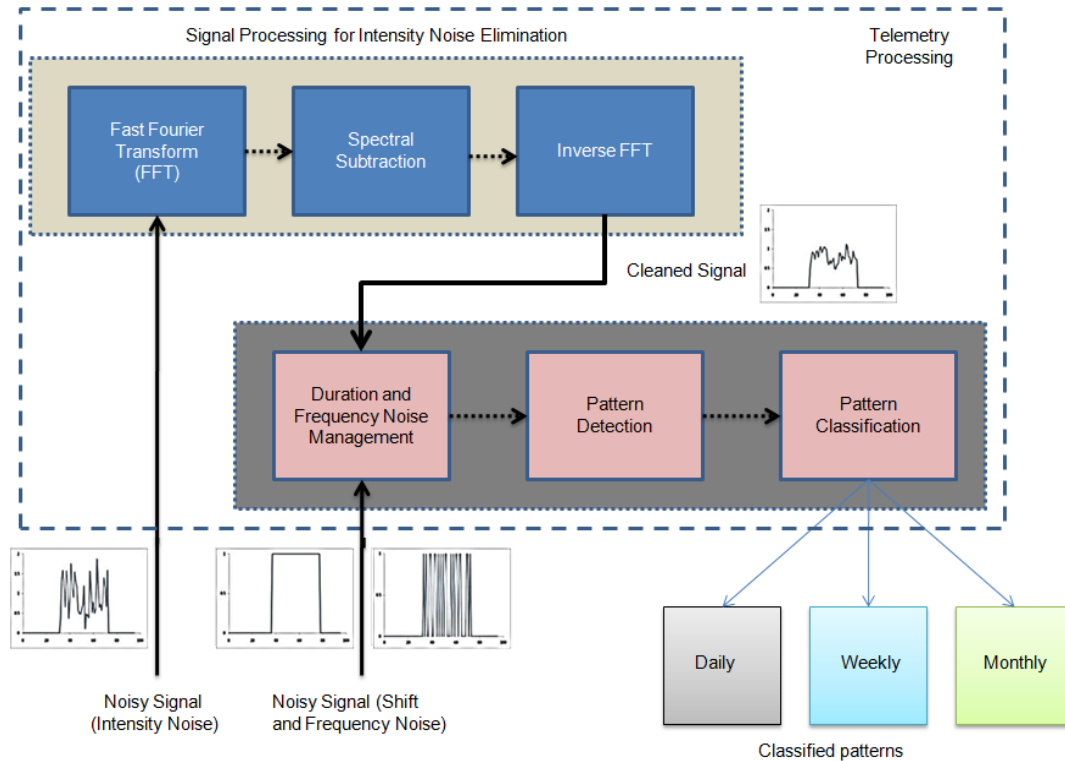 Signal Processing for Intensity Noise Elimination
Telemetry
Processing
Fast Fourier
Transform
(FFT)
Spectral
Subtraction
Inverse FFT
Cleaned Signal
Duration and
Frequency Noise
Management
Pattern
Detection
Pattern
Classification
Noisy Signal
(Intensity Noise)
Noisy Signal (Shift
and Frequency Noise)
Daily
Weekly
Monthly
Classified patterns